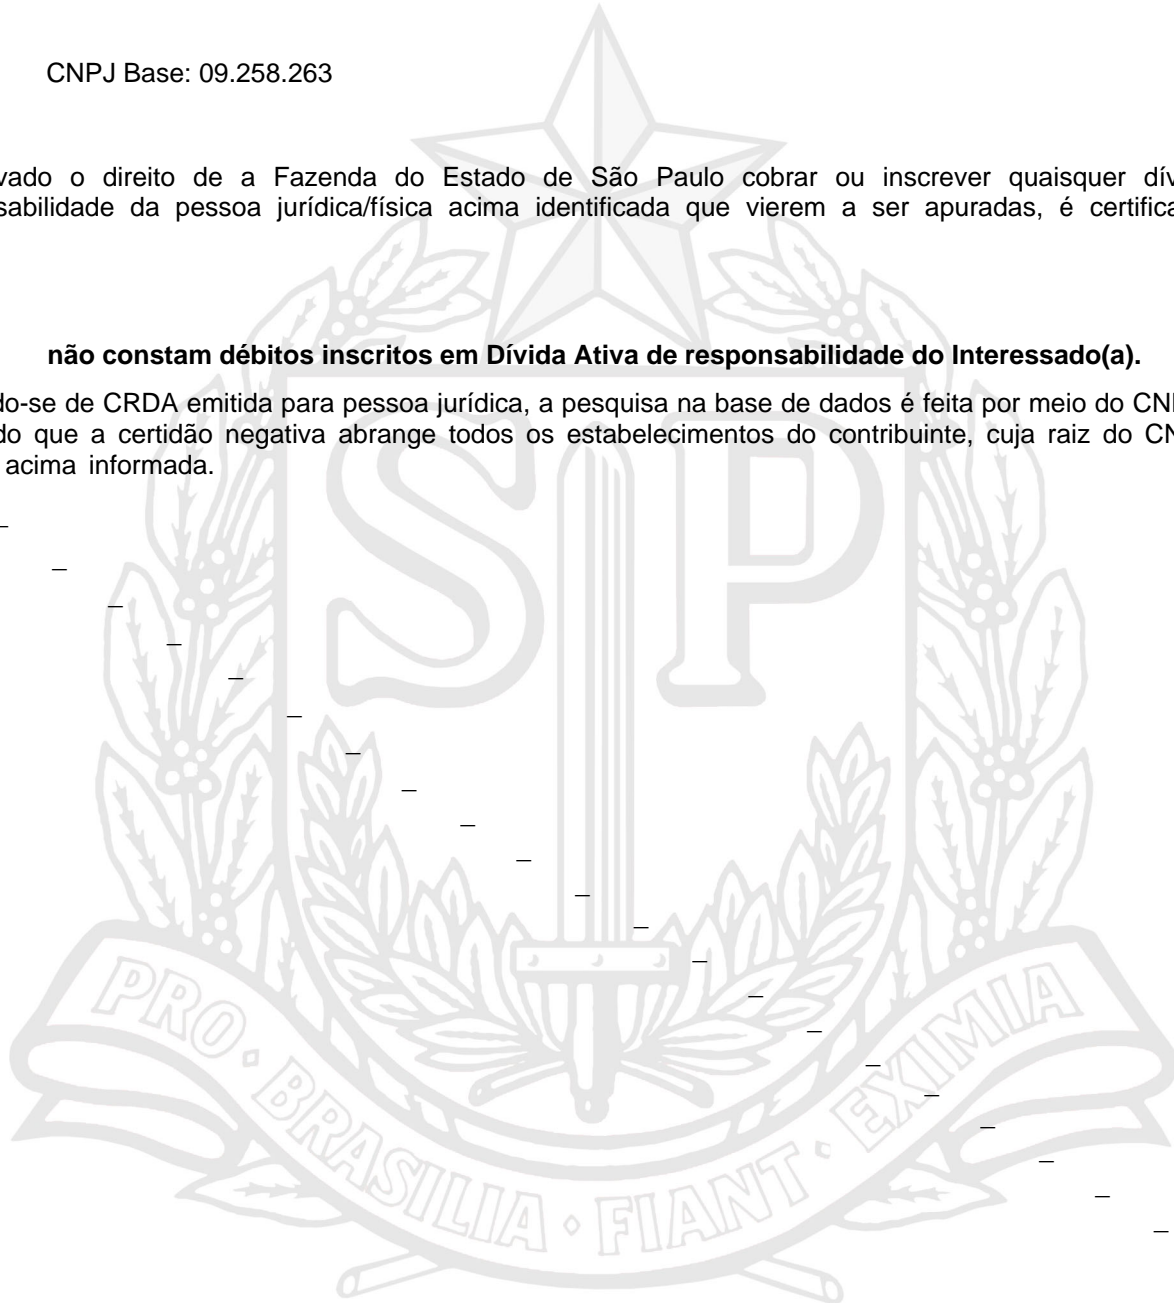 CNPJ Base: 09.258.263
vado o direito de a Fazenda do Estado de São Paulo cobrar ou inscrever quaisquer dív
sabilidade da pessoa jurídica/física acima identificada que vierem a ser apuradas, é certifica
não constam débitos inscritos em Dívida Ativa de responsabilidade do Interessado(a).
do-se de CRDA emitida para pessoa jurídica, a pesquisa na base de dados é feita por meio do CN
do que a certidão negativa abrange todos os estabelecimentos do contribuinte, cuja raiz do CN
acima informada.
SP
PRO • BRASILIA • FIANT • EXIMIA